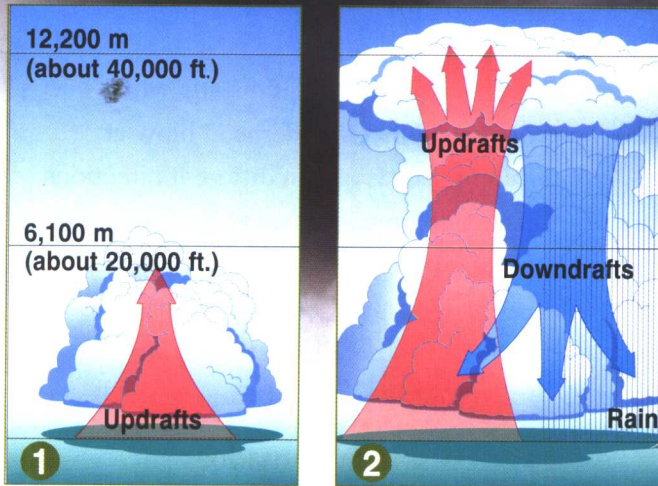 12,200 m
(about 40,000 ft.)
6,100 m
(about 20,000 ft.)
Updrafts
1
Updrafts
Downdrafts
Rain
2